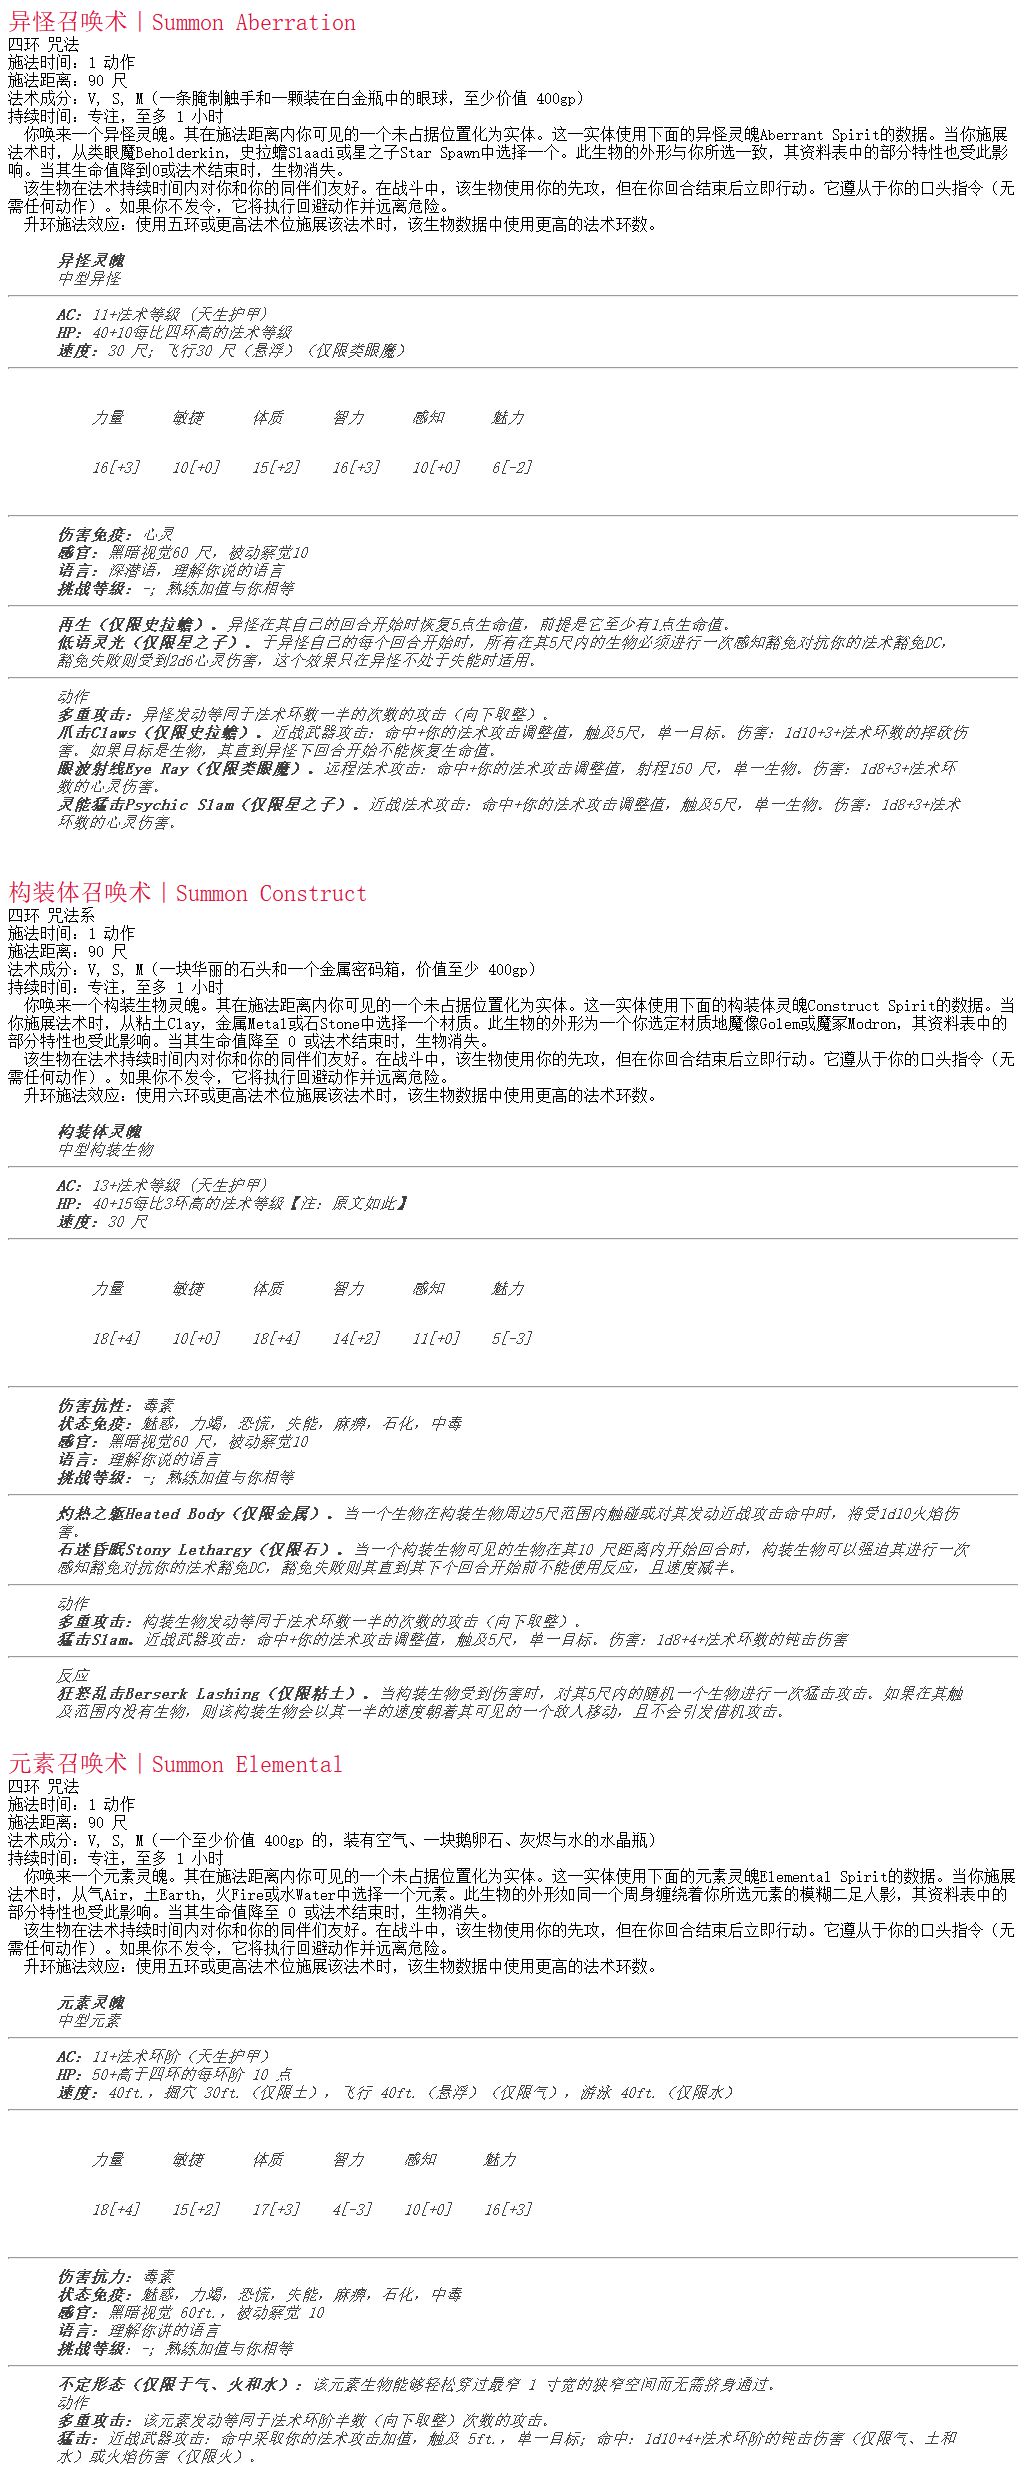 异怪召唤术｜Summon Aberration
四环 咒法
施法时间：1 动作
施法距离：90 尺
法术成分：V, S, M（一条腌制触手和一颗装在白金瓶中的眼球，至少价值 400gp）
持续时间：专注，至多 1 小时
你唤来一个异怪灵魄。其在施法距离内你可见的一个未占据位置化为实体。这一实体使用下面的异怪灵魄Aberrant Spirit的数据。当你施展
法术时，从类眼魔Beholderkin，史拉蟾Slaadi或星之子Star Spawn中选择一个。此生物的外形与你所选一致，其资料表中的部分特性也受此影
响。当其生命值降到0或法术结束时，生物消失。
该生物在法术持续时间内对你和你的同伴们友好。在战斗中，该生物使用你的先攻，但在你回合结束后立即行动。它遵从于你的口头指令（无
需任何动作）。如果你不发令，它将执行回避动作并远离危险。
升环施法效应：使用五环或更高法术位施展该法术时，该生物数据中使用更高的法术环数。
异怪灵魄
中型异怪
AC：11+法术等级（天生护甲）
HP：40+10每比四环高的法术等级
速度：30 尺；飞行30 尺（悬浮）（仅限类眼魔）
力量 敏捷 体质 智力 感知 魅力
16[+3] 10[+0] 15[+2] 16[+3] 10[+0] 6[-2]
伤害免疫：心灵
感官：黑暗视觉60 尺，被动察觉10
语言：深潜语，理解你说的语言
挑战等级：-；熟练加值与你相等
再生（仅限史拉蟾）。异怪在其自己的回合开始时恢复5点生命值，前提是它至少有1点生命值。
低语灵光（仅限星之子）。于异怪自己的每个回合开始时，所有在其5尺内的生物必须进行一次感知豁免对抗你的法术豁免DC，
豁免失败则受到2d6心灵伤害，这个效果只在异怪不处于失能时适用。
动作
多重攻击：异怪发动等同于法术环数一半的次数的攻击（向下取整）。
爪击Claws（仅限史拉蟾）。近战武器攻击：命中+你的法术攻击调整值，触及5尺，单一目标。伤害：1d10+3+法术环数的挥砍伤
害。如果目标是生物，其直到异怪下回合开始不能恢复生命值。
眼波射线Eye Ray（仅限类眼魔）。远程法术攻击：命中+你的法术攻击调整值，射程150 尺，单一生物。伤害：1d8+3+法术环
数的心灵伤害。
灵能猛击Psychic Slam（仅限星之子）。近战法术攻击：命中+你的法术攻击调整值，触及5尺，单一生物。伤害：1d8+3+法术
环数的心灵伤害。
构装体召唤术｜Summon Construct
四环 咒法系
施法时间：1 动作
施法距离：90 尺
法术成分：V, S, M（一块华丽的石头和一个金属密码箱，价值至少 400gp）
持续时间：专注，至多 1 小时
你唤来一个构装生物灵魄。其在施法距离内你可见的一个未占据位置化为实体。这一实体使用下面的构装体灵魄Construct Spirit的数据。当
你施展法术时，从粘土Clay，金属Metal或石Stone中选择一个材质。此生物的外形为一个你选定材质地魔像Golem或魔冢Modron，其资料表中的
部分特性也受此影响。当其生命值降至 0 或法术结束时，生物消失。
该生物在法术持续时间内对你和你的同伴们友好。在战斗中，该生物使用你的先攻，但在你回合结束后立即行动。它遵从于你的口头指令（无
需任何动作）。如果你不发令，它将执行回避动作并远离危险。
升环施法效应：使用六环或更高法术位施展该法术时，该生物数据中使用更高的法术环数。
构装体灵魄
中型构装生物
AC：13+法术等级（天生护甲）
HP：40+15每比3环高的法术等级【注：原文如此】
速度：30 尺
力量 敏捷 体质 智力 感知 魅力
18[+4] 10[+0] 18[+4] 14[+2] 11[+0] 5[-3]
伤害抗性：毒素
状态免疫：魅惑，力竭，恐慌，失能，麻痹，石化，中毒
感官：黑暗视觉60 尺，被动察觉10
语言：理解你说的语言
挑战等级：-；熟练加值与你相等
灼热之躯Heated Body（仅限金属）。当一个生物在构装生物周边5尺范围内触碰或对其发动近战攻击命中时，将受1d10火焰伤
害。
石迷昏眠Stony Lethargy（仅限石）。当一个构装生物可见的生物在其10 尺距离内开始回合时，构装生物可以强迫其进行一次
感知豁免对抗你的法术豁免DC，豁免失败则其直到其下个回合开始前不能使用反应，且速度减半。
动作
多重攻击：构装生物发动等同于法术环数一半的次数的攻击（向下取整）。
猛击Slam。近战武器攻击：命中+你的法术攻击调整值，触及5尺，单一目标。伤害：1d8+4+法术环数的钝击伤害
反应
狂怒乱击Berserk Lashing（仅限粘土）。当构装生物受到伤害时，对其5尺内的随机一个生物进行一次猛击攻击。如果在其触
及范围内没有生物，则该构装生物会以其一半的速度朝着其可见的一个敌人移动，且不会引发借机攻击。
元素召唤术｜Summon Elemental
四环 咒法
施法时间：1 动作
施法距离：90 尺
法术成分：V, S, M（一个至少价值 400gp 的，装有空气、一块鹅卵石、灰烬与水的水晶瓶）
持续时间：专注，至多 1 小时
你唤来一个元素灵魄。其在施法距离内你可见的一个未占据位置化为实体。这一实体使用下面的元素灵魄Elemental Spirit的数据。当你施展
法术时，从气Air，土Earth，火Fire或水Water中选择一个元素。此生物的外形如同一个周身缠绕着你所选元素的模糊二足人影，其资料表中的
部分特性也受此影响。当其生命值降至 0 或法术结束时，生物消失。
该生物在法术持续时间内对你和你的同伴们友好。在战斗中，该生物使用你的先攻，但在你回合结束后立即行动。它遵从于你的口头指令（无
需任何动作）。如果你不发令，它将执行回避动作并远离危险。
升环施法效应：使用五环或更高法术位施展该法术时，该生物数据中使用更高的法术环数。
元素灵魄
中型元素
AC：11+法术环阶（天生护甲）
HP：50+高于四环的每环阶 10 点
速度：40ft.，掘穴 30ft.（仅限土），飞行 40ft.（悬浮）（仅限气），游泳 40ft.（仅限水）
力量 敏捷 体质 智力 感知 魅力
18[+4] 15[+2] 17[+3] 4[-3] 10[+0] 16[+3]
伤害抗力：毒素
状态免疫：魅惑，力竭，恐慌，失能，麻痹，石化，中毒
感官：黑暗视觉 60ft.，被动察觉 10
语言：理解你讲的语言
挑战等级：-；熟练加值与你相等
不定形态（仅限于气、火和水）：该元素生物能够轻松穿过最窄 1 寸宽的狭窄空间而无需挤身通过。
动作
多重攻击：该元素发动等同于法术环阶半数（向下取整）次数的攻击。
猛击：近战武器攻击：命中采取你的法术攻击加值，触及 5ft.，单一目标；命中：1d10+4+法术环阶的钝击伤害（仅限气、土和
水）或火焰伤害（仅限火）。